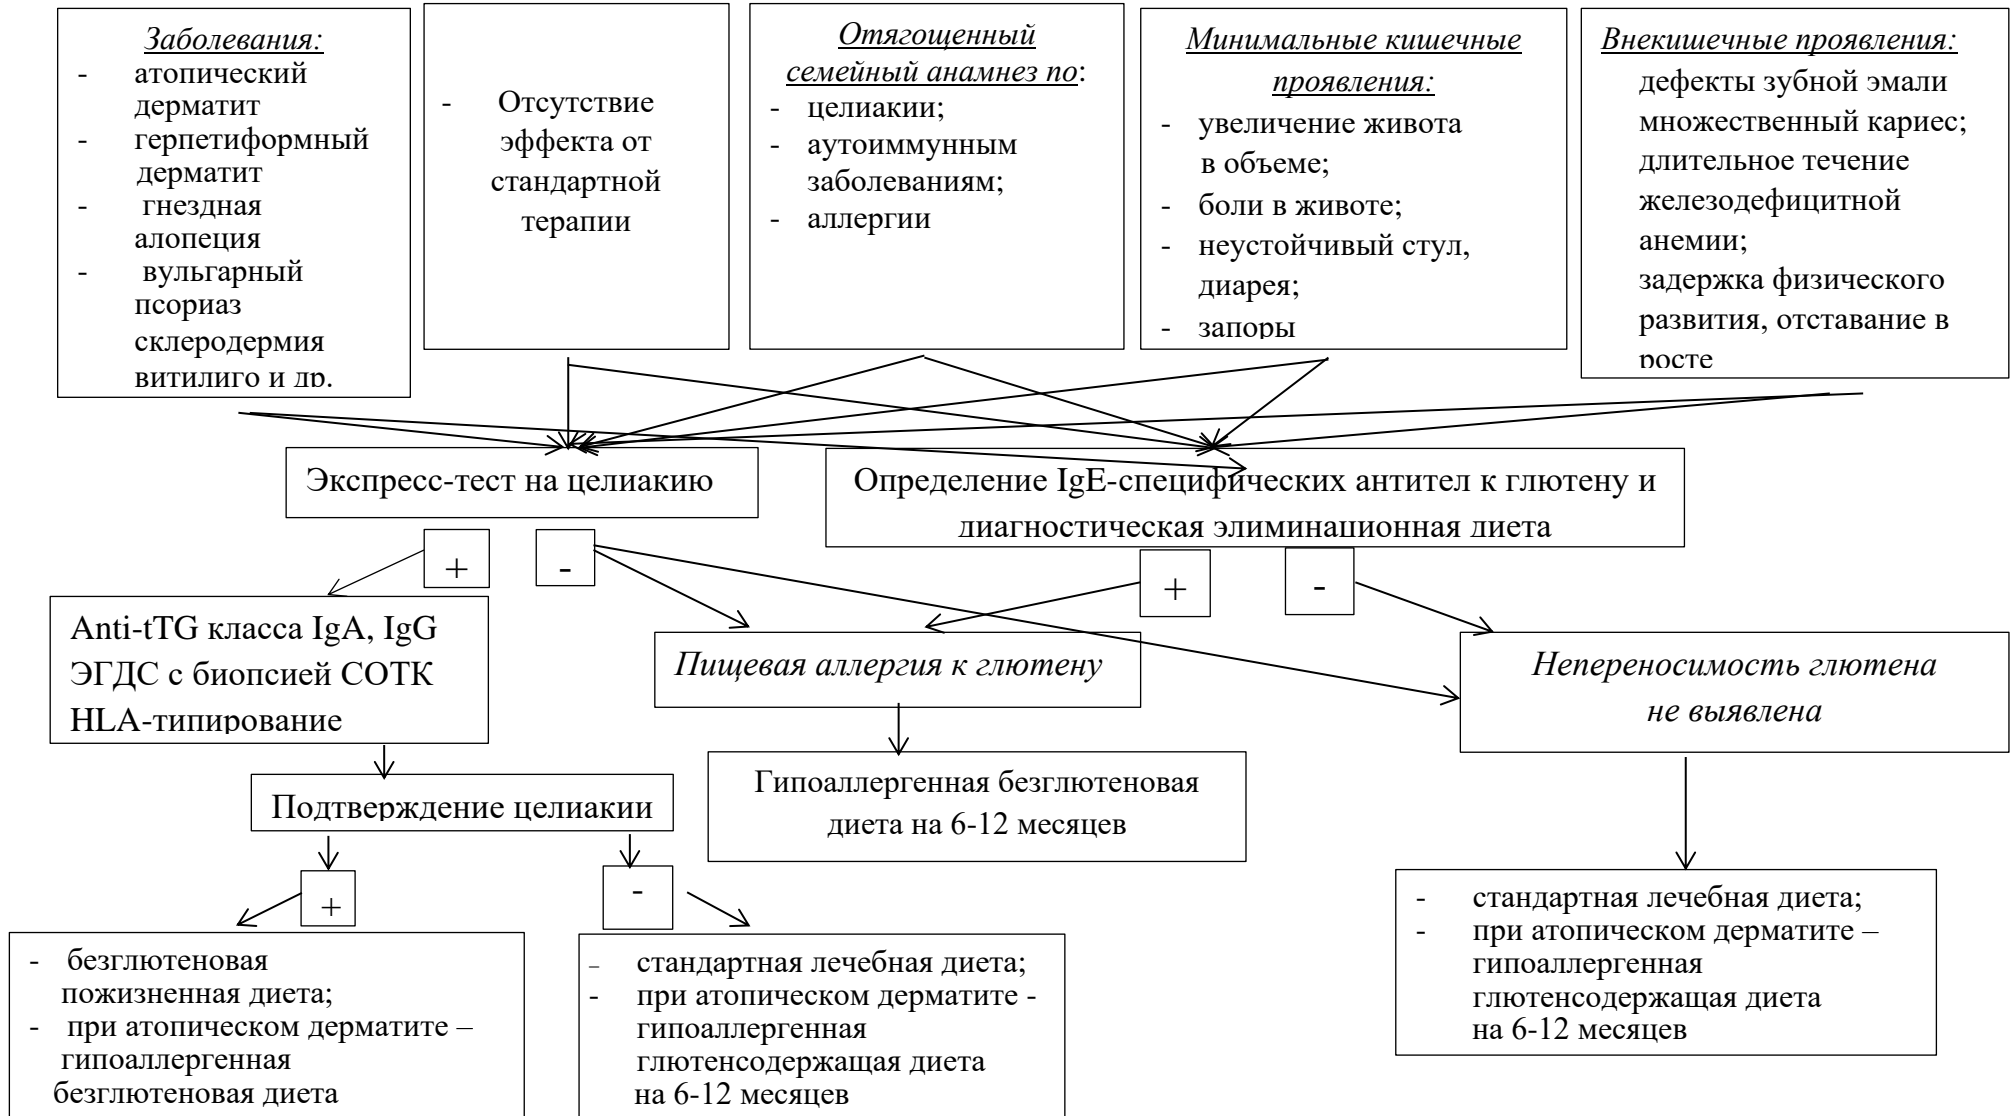 Заболевания:
- атопический
дерматит
- герпетиформный
дерматит
- гнездная
алопеция
- вульгарный
псориаз
склеродермия
витилиго и др.
- Отсутствие
эффекта от
стандартной
терапии
Отягощенный
семейный анамнез по:
- целиакии;
- аутоиммунным
заболеваниям;
- аллергии
Минимальные кишечные
проявления:
- увеличение живота
в объеме;
- боли в животе;
- неустойчивый стул,
диарея;
- запоры
Внекишечные проявления:
дефекты зубной эмали
множественный кариес;
длительное течение
железодефицитной
анемии;
задержка физического
развития, отставание в
росте
Экспресс-тест на целиакию
Определение IgE-специфических антител к глютену и
диагностическая элиминационная диета
+
-
+
-
Anti-tTG класса IgA, IgG
ЭГДС с биопсией СОТК
HLA-типирование
Пищевая аллергия к глютену
Непереносимость глютена
не выявлена
Подтверждение целиакии
Гипоаллергенная безглютеновая
диета на 6-12 месяцев
+
-
- безглютеновая
пожизненная диета;
- при атопическом дерматите –
гипоаллергенная
безглютеновая диета
- стандартная лечебная диета;
- при атопическом дерматите -
гипоаллергенная
глютенсодержащая диета
на 6-12 месяцев
- стандартная лечебная диета;
- при атопическом дерматите –
гипоаллергенная
глютенсодержащая диета
на 6-12 месяцев